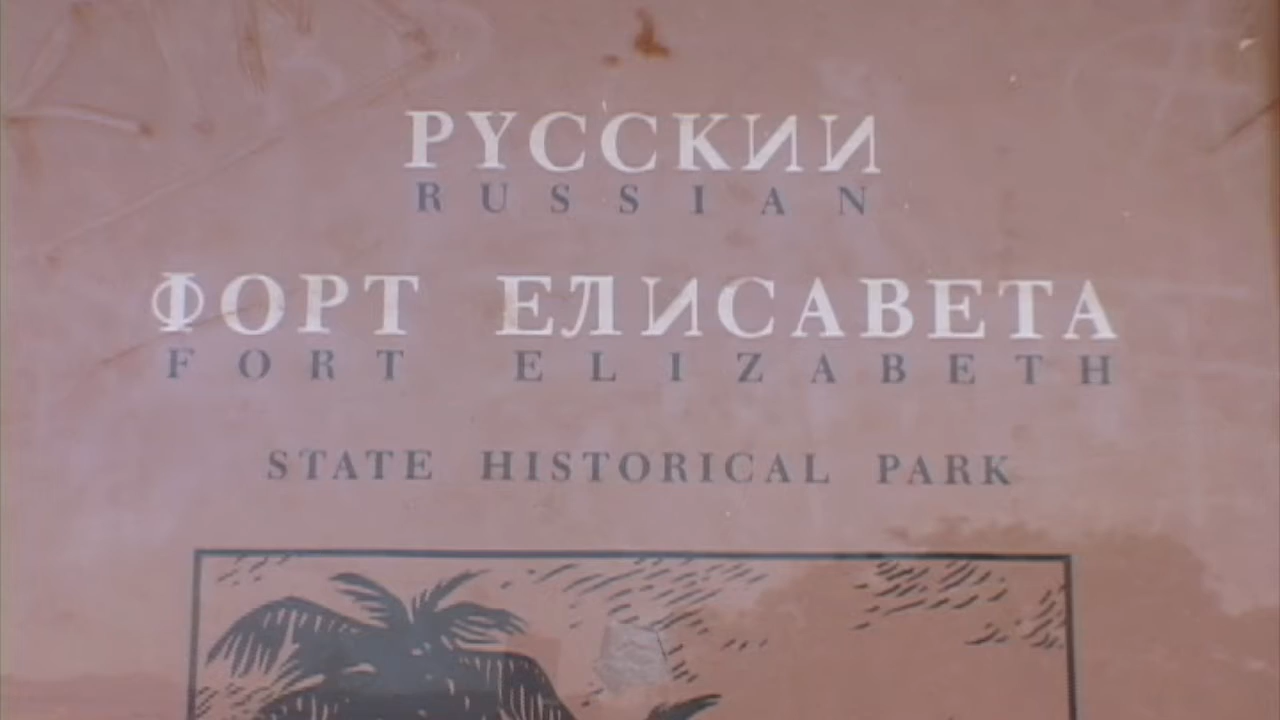 РУССКИИ
RUSSIAN
ФОРТ ЕЛИСАВЕТА
FORT ELIZABETH
STATE HISTORICAL PARK